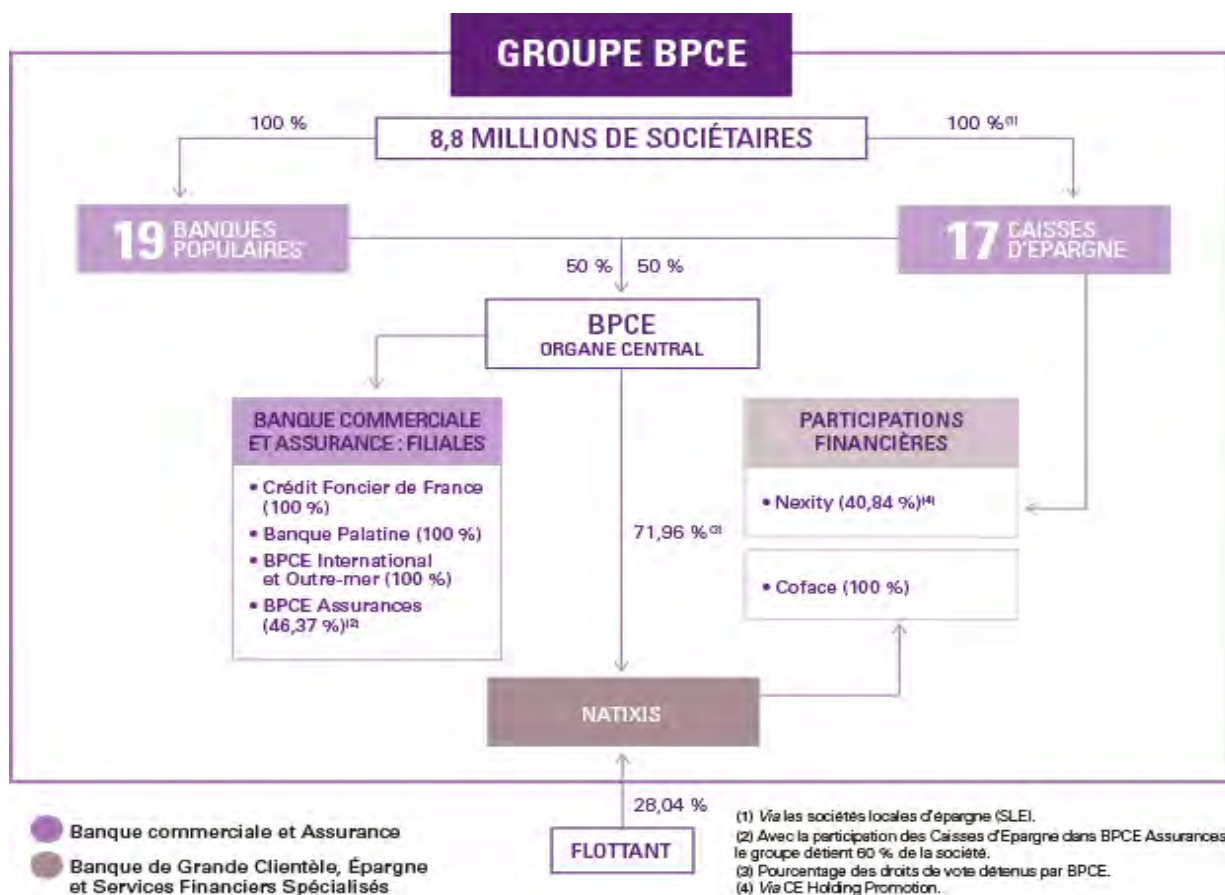 GROUPE BPCE
100 %
8,8 MILLIONS DE SOCIÉTAIRES
100 %(1)
19 BANQUES
POPULAIRES
17 CAISSES
D'EPARGNE
50 % 50 %
BPCE
ORGANE CENTRAL
BANQUE COMMERCIALE
ET ASSURANCE : FILIALES
• Crédit Foncier de France
(100 %)
• Banque Palatine (100 %)
• BPCE International
et Outre-mer (100 %)
• BPCE Assurances
(46,37 %)(2)
71,96 %(3)
PARTICIPATIONS
FINANCIÈRES
• Nexity (40,84 %)(4)
• Coface (100 %)
NATIXIS
28,04 %
FLOTTANT
Banque commerciale et Assurance
Banque de Grande Clientèle, Épargne
et Services Financiers Spécialisés
(1) Via les sociétés locales d'épargne (SLE).
(2) Avec la participation des Caisses d'Epargne dans BPCE Assurances
le groupe détient 60 % de la société.
(3) Pourcentage des droits de vote détenus par BPCE.
(4) Via CE Holding Promotion.